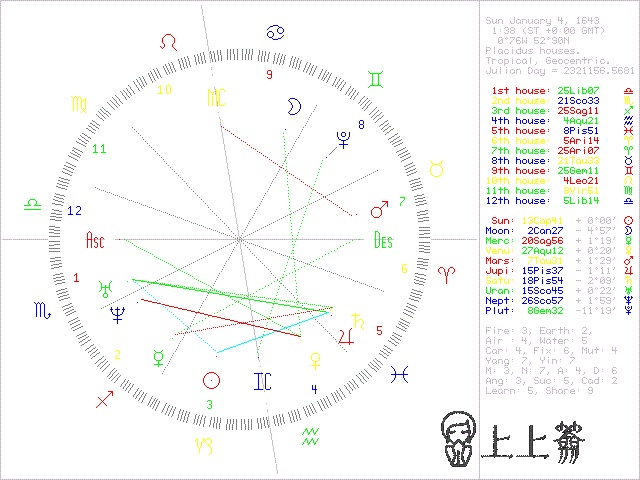 9
10
MC
8
11
7
12
Asc
Des
1
6
2
5
3
IC
4
Sun January 4, 1643
1:38 (ST +0:00 GMT)
0°76W 52°90N
Placidus houses.
Tropical, Geocentric.
Julian Day = 2321156.5681
1st house: 25Lib07
2nd house: 21Sco33
3rd house: 25Sag11
4th house: 4Aqu21
5th house: 8Pis51
6th house: 5Ari14
7th house: 25Ari07
8th house: 21Tau33
9th house: 25Gem11
10th house: 4Leo21
11th house: 8Vir51
12th house: 5Lib14
Sun: 13Cap41 + 0°00'
Moon: 2Can27 - 4°57'
Merc: 20Sag56 + 1°19'
Venu: 27Aqu12 + 0°20'
Mars: 7Tau31 + 1°29'
Jupi: 15Pis37 - 1°11'
Satu: 18Pis54 - 2°09'
Uran: 15Sco45 + 0°22'
Nept: 26Sco57 + 1°59'
Plut: 8Gem32 -11°19'
Fire: 3, Earth: 2,
Air : 4, Water: 5
Car: 4, Fix: 6, Mut: 4
Yang: 7, Yin: 7
M: 3, N: 7, A: 4, D: 6
Ang: 3, Suc: 5, Cad: 2
Learn: 5, Share: 9
上上